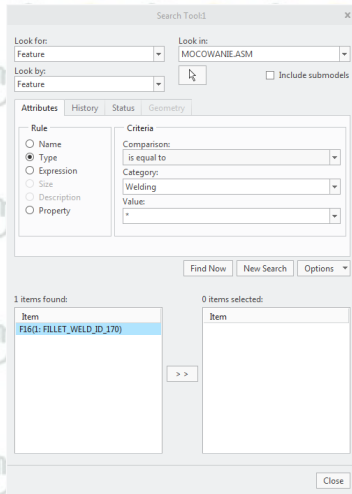 Search Tool:1
Look for:
Look in:
Feature
MOCOWANIE.ASM
Look by:
Feature
Include submodels
Attributes History Status Geometry
Rule
Name
Type
Expression
Size
Description
Property
Criteria
Comparison:
is equal to
Category:
Welding
Value:
*
Find Now New Search Options
1 items found:
Item
F16(1: FILLET_WELD_ID_170)
> >
0 items selected:
Item
Close